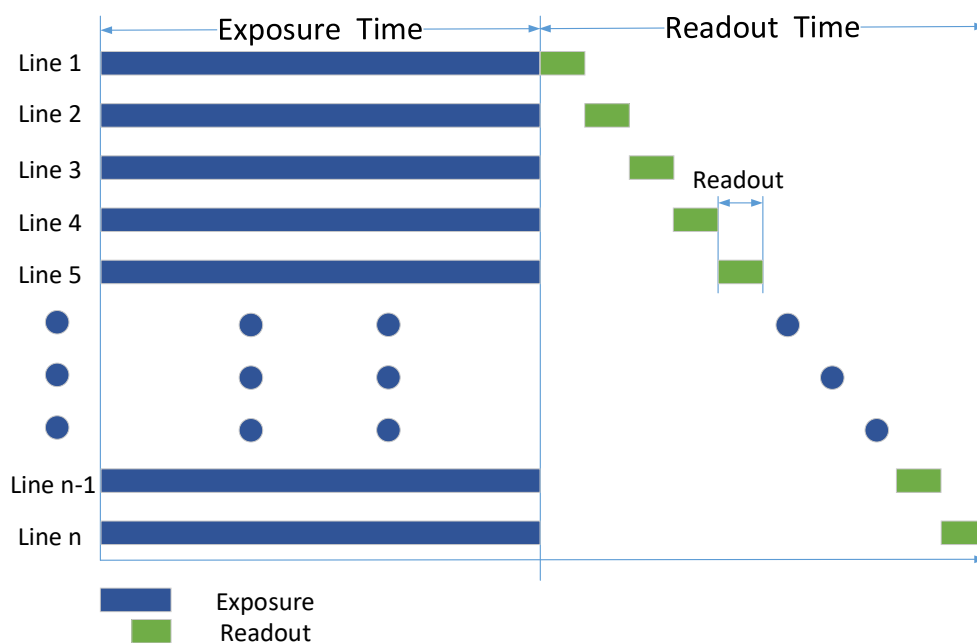 Exposure Time
Readout Time
Line 1
Line 2
Line 3
Readout
Line 4
Line 5
Line n-1
Line n
Exposure
Readout